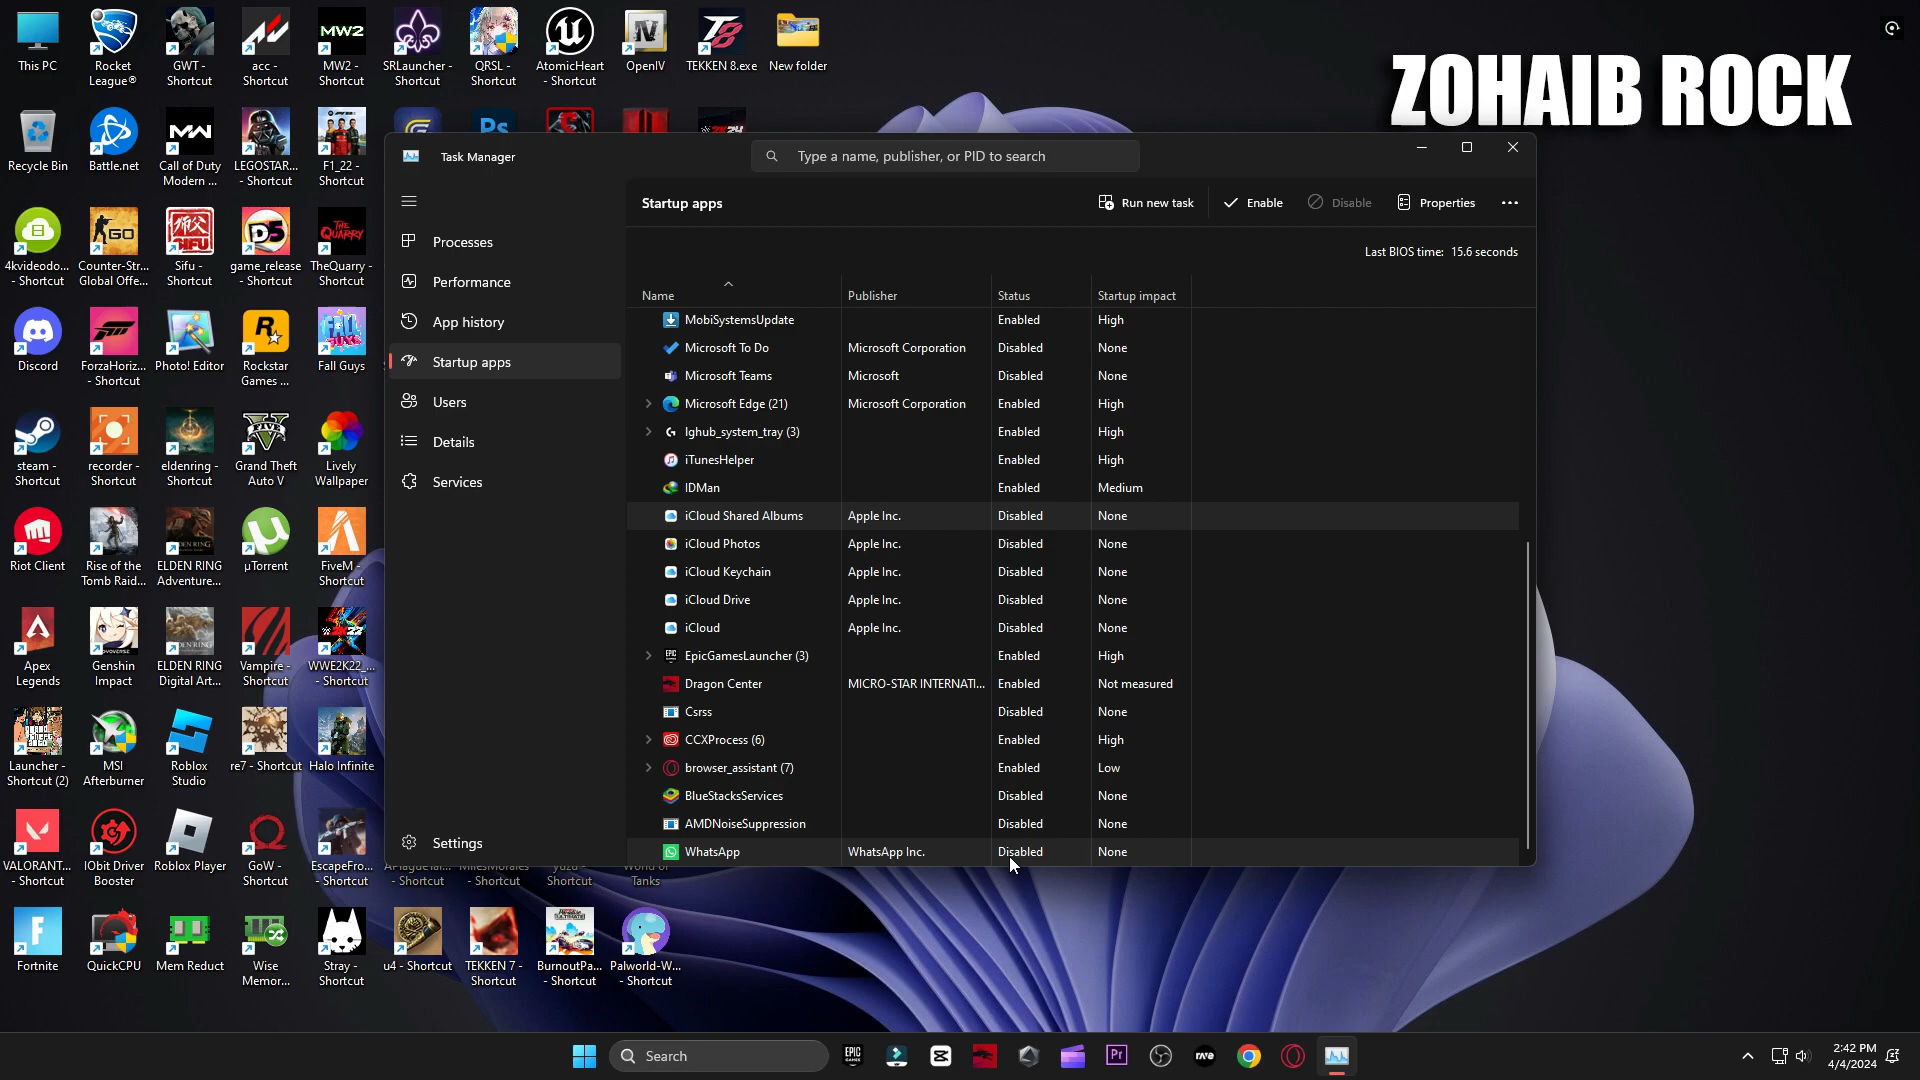 This PC
Rocket
League®
GWT -
Shortcut
acc -
Shortcut
MW2
MW2 -
Shortcut
SRLauncher -
Shortcut
QRSL -
Shortcut
AtomicHeart
- Shortcut
OpenIV
TEKKEN 8.exe
New folder
ZOHAIB ROCK
Recycle Bin
Battle.net
Call of Duty
Modern ...
LEGOSTAR...
- Shortcut
F1_22 -
Shortcut
Ps
2K24
Task Manager
Type a name, publisher, or PID to search
4kvideodo...
- Shortcut
GO
Counter-Str...
Global Offe...
Sifu -
Shortcut
D5
game_release
- Shortcut
TheQuarry -
Shortcut
Discord
ForzaHoriz...
- Shortcut
Photo! Editor
Rockstar
Games ...
Fall Guys
steam -
Shortcut
recorder -
Shortcut
eldenring -
Shortcut
Grand Theft
Auto V
Lively
Wallpaper
Riot Client
Rise of the
Tomb Raid...
ELDEN RING
Adventure...
µTorrent
FiveM -
Shortcut
Apex
Legends
Genshin
Impact
ELDEN RING
Digital Art...
Vampire -
Shortcut
WWE2K22_...
- Shortcut
Launcher -
Shortcut (2)
MSI
Afterburner
Roblox
Studio
re7 - Shortcut
Halo Infinite
VALORANT...
- Shortcut
IObit Driver
Booster
Roblox Player
GoW -
Shortcut
EscapeFro...
- Shortcut
- Shortcut
- Shortcut
Shortcut
Tanks
Fortnite
QuickCPU
Mem Reduct
Wise
Memor...
Stray -
Shortcut
u4 - Shortcut
TEKKEN 7 -
Shortcut
BurnoutPa...
- Shortcut
Palworld-W...
- Shortcut
Processes
Performance
App history
Startup apps
Users
Details
Services
Settings
Startup apps
Run new task
Enable
Disable
Properties
Last BIOS time: 15.6 seconds
Name Publisher Status Startup impact
MobiSystemsUpdate Enabled High
Microsoft To Do Microsoft Corporation Disabled None
Microsoft Teams Microsoft Disabled None
Microsoft Edge (21) Microsoft Corporation Enabled High
lghub_system_tray (3) Enabled High
iTunesHelper Enabled High
IDMan Enabled Medium
iCloud Shared Albums Apple Inc. Disabled None
iCloud Photos Apple Inc. Disabled None
iCloud Keychain Apple Inc. Disabled None
iCloud Drive Apple Inc. Disabled None
iCloud Apple Inc. Disabled None
EpicGamesLauncher (3) Enabled High
Dragon Center MICRO-STAR INTERNATI... Enabled Not measured
Csrss Disabled None
CCXProcess (6) Enabled High
browser_assistant (7) Enabled Low
BlueStacksServices Disabled None
AMDNoiseSuppression Disabled None
WhatsApp WhatsApp Inc. Disabled None
Search
2:42 PM
4/4/2024